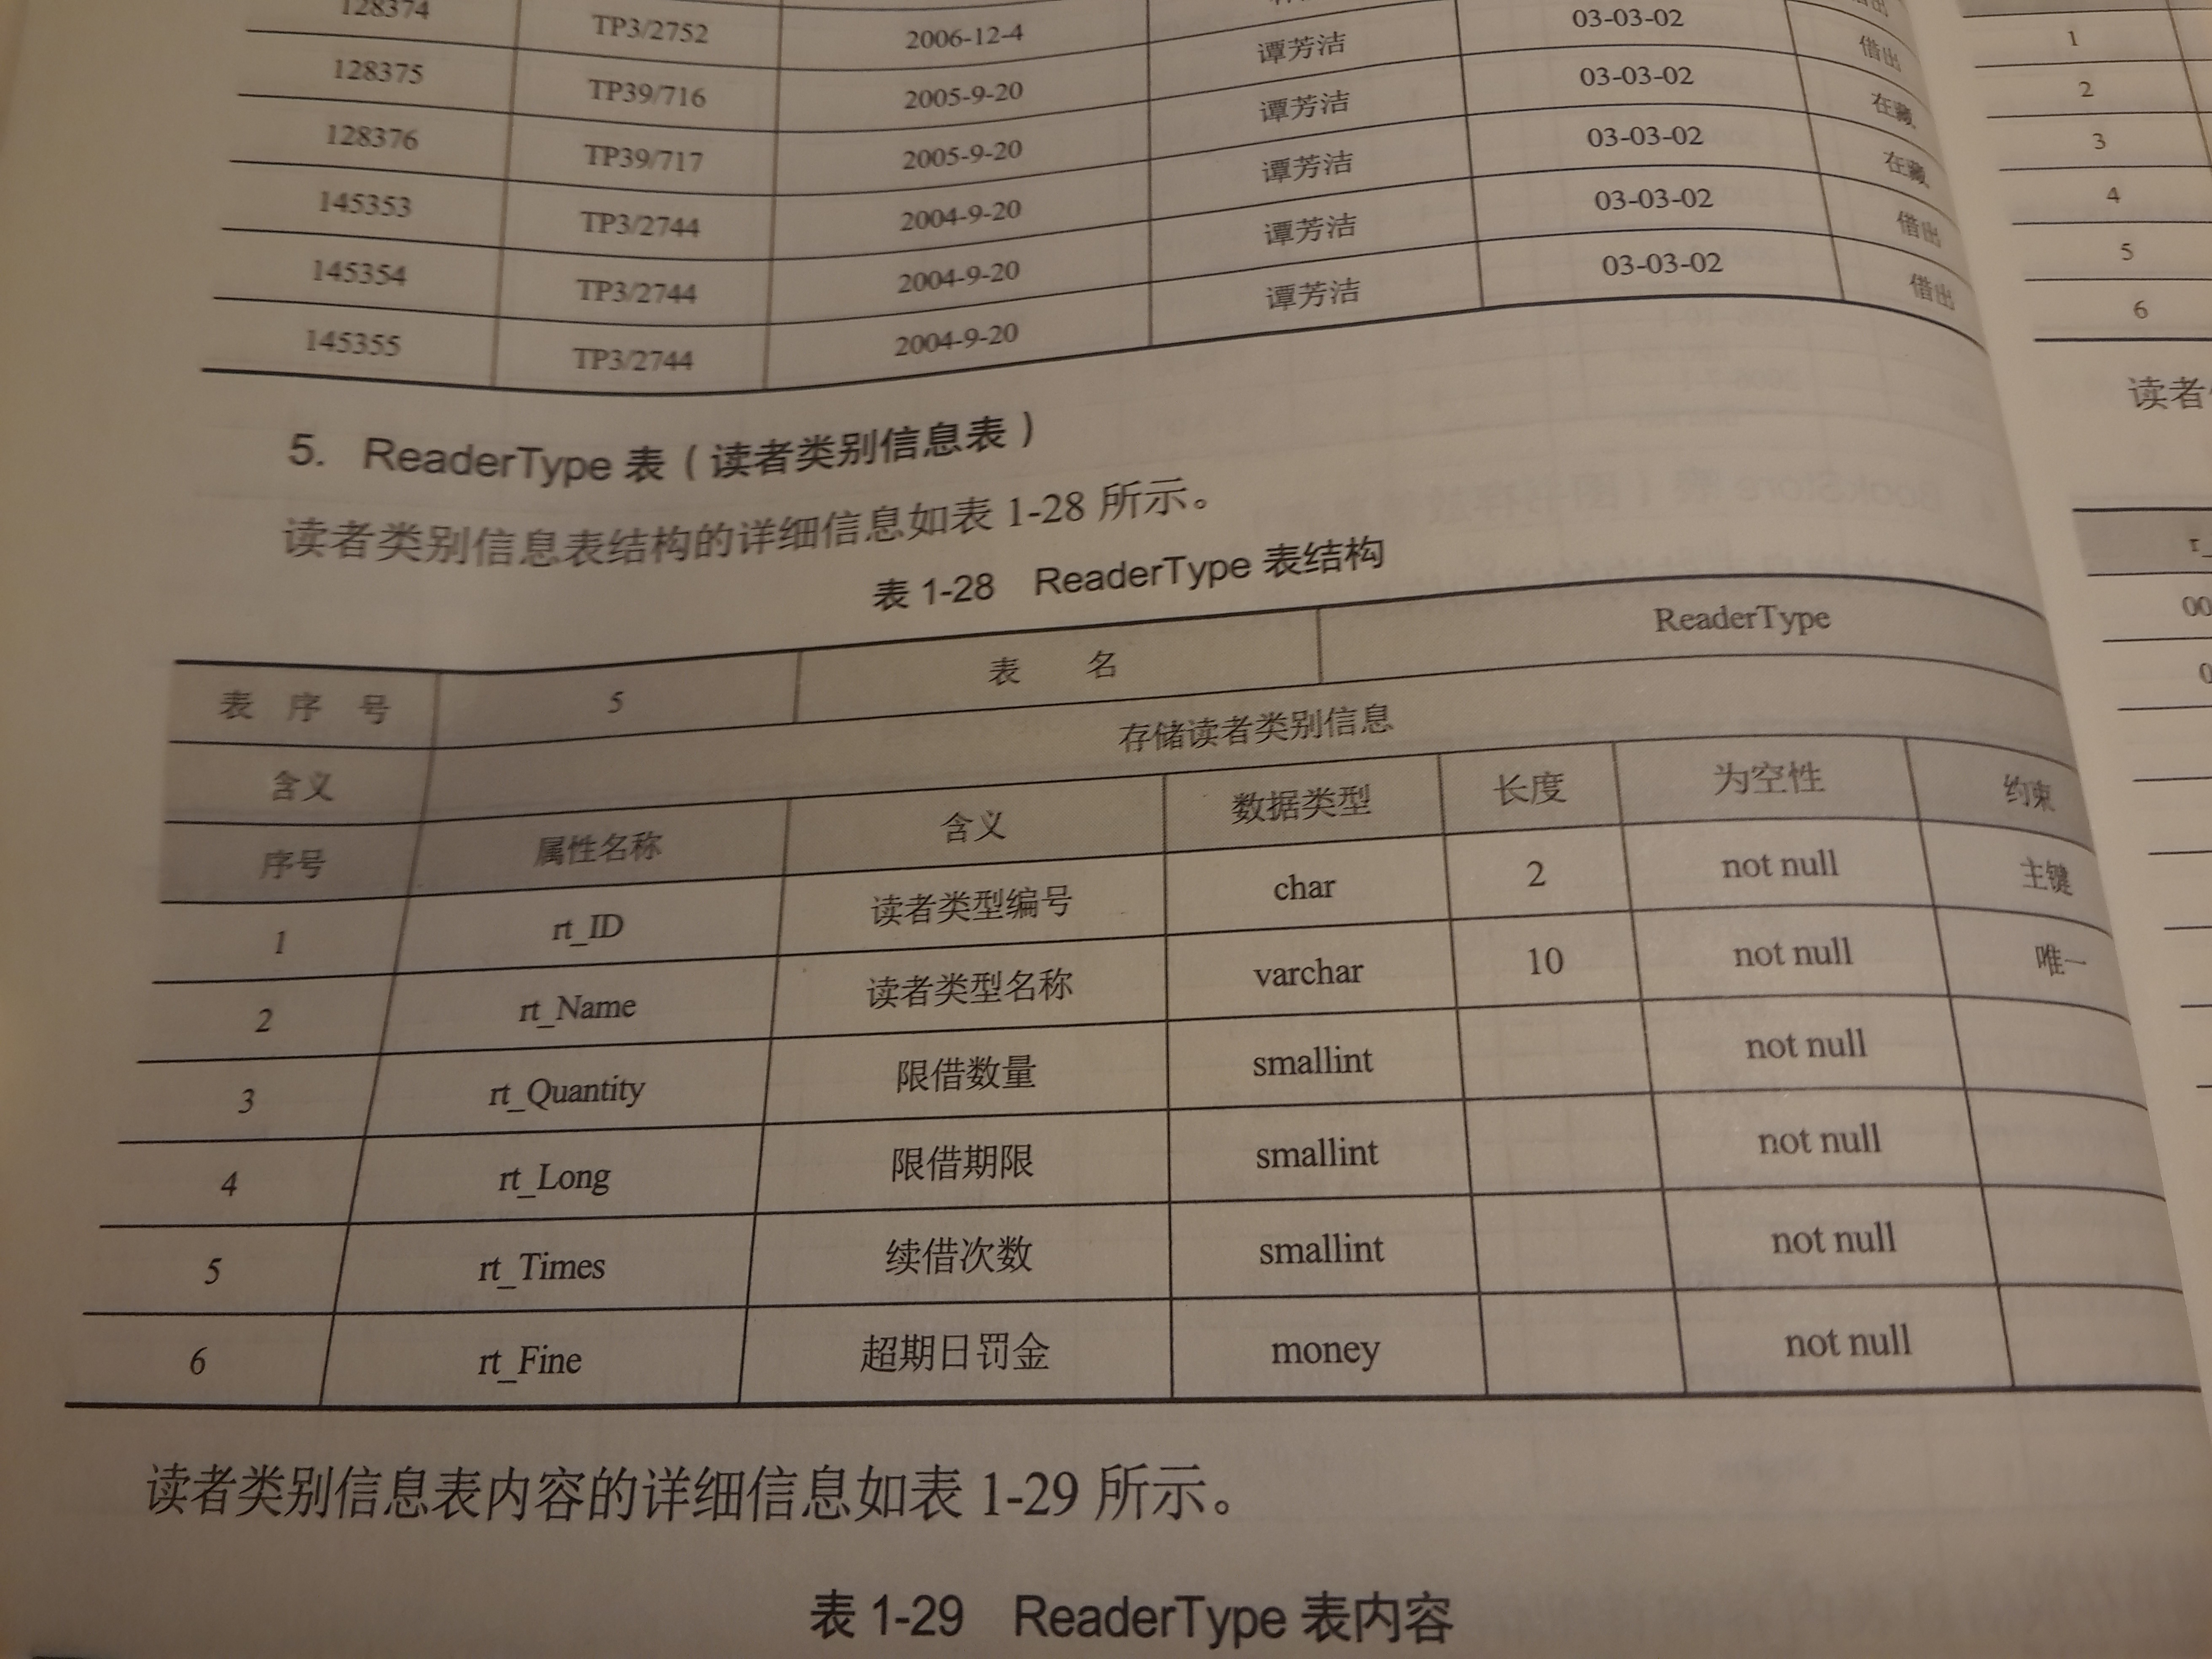 128374 TP3/2752 2006-12-4 03-03-02
128375 TP39/716 2005-9-20 谭芳洁 03-03-02 借出
128376 TP39/717 2005-9-20 谭芳洁 03-03-02 在藏
145353 TP3/2744 2004-9-20 谭芳洁 03-03-02 在藏
145354 TP3/2744 2004-9-20 谭芳洁 03-03-02 借出
145355 TP3/2744 2004-9-20 谭芳洁 借出
5. ReaderType 表（读者类别信息表）
读者类别信息表结构的详细信息如表 1-28 所示。
表 1-28 ReaderType 表结构
表 序 号 5 表 名 ReaderType
含义 存储读者类别信息
序号 属性名称 含义 数据类型 长度 为空性 约束
1 rt_ID 读者类型编号 char 2 not null 主键
2 rt_Name 读者类型名称 varchar 10 not null 唯一
3 rt_Quantity 限借数量 smallint not null
4 rt_Long 限借期限 smallint not null
5 rt_Times 续借次数 smallint not null
6 rt_Fine 超期日罚金 money not null
读者类别信息表内容的详细信息如表 1-29 所示。
表 1-29 ReaderType 表内容
1
2
3
4
5
6
读者
r_
00
0